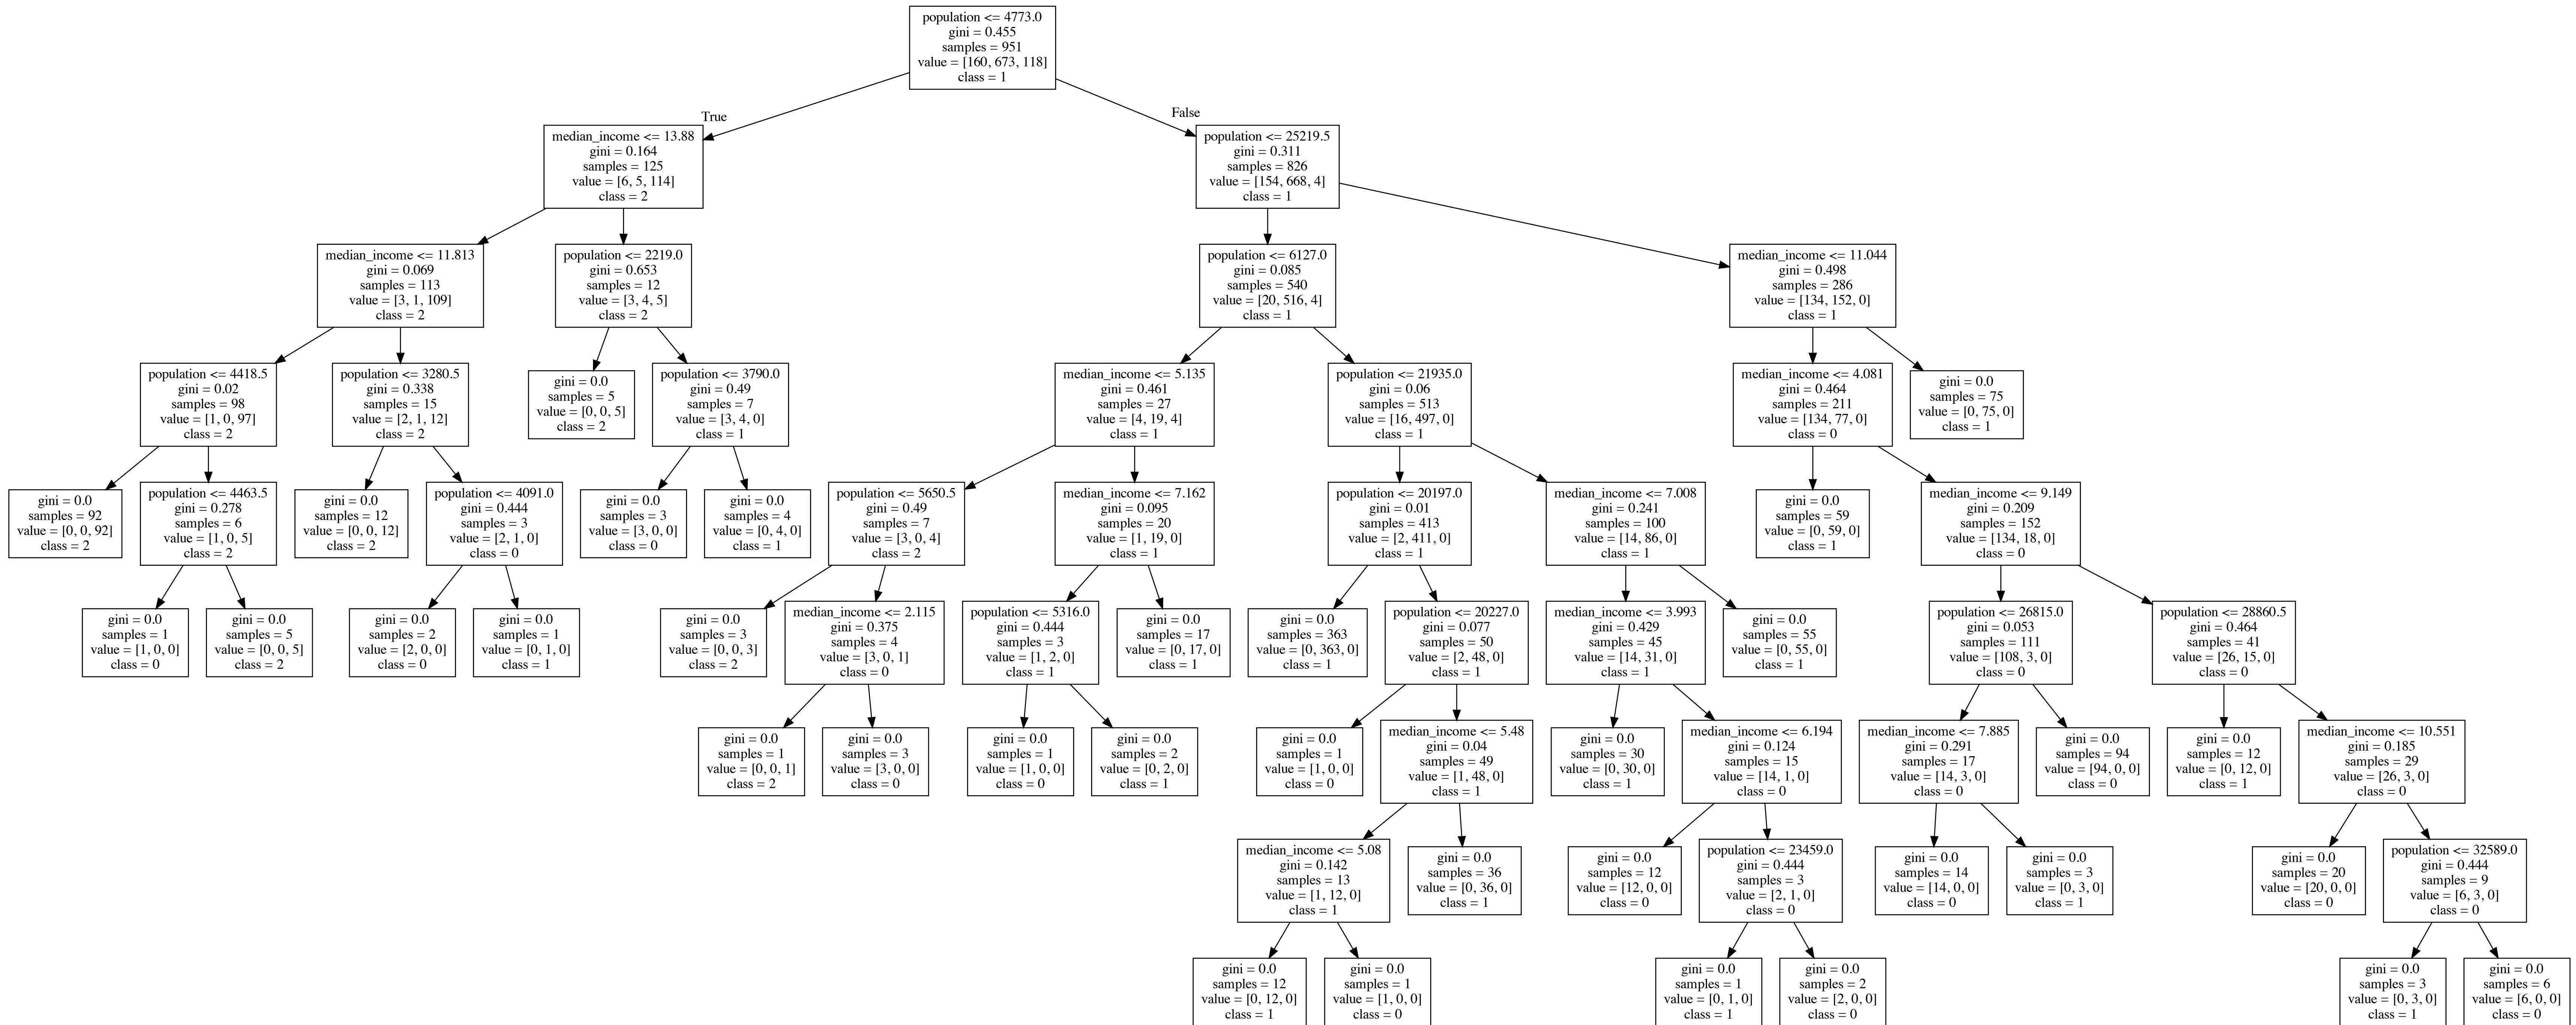 population <= 4773.0
gini = 0.455
samples = 951
value = [160, 673, 118]
class = 1
True
False
median_income <= 13.88
gini = 0.164
samples = 125
value = [6, 5, 114]
class = 2
population <= 25219.5
gini = 0.311
samples = 826
value = [154, 668, 4]
class = 1
median_income <= 11.813
gini = 0.069
samples = 113
value = [3, 1, 109]
class = 2
population <= 2219.0
gini = 0.653
samples = 12
value = [3, 4, 5]
class = 2
population <= 6127.0
gini = 0.085
samples = 540
value = [20, 516, 4]
class = 1
median_income <= 11.044
gini = 0.498
samples = 286
value = [134, 152, 0]
class = 1
population <= 4418.5
gini = 0.02
samples = 98
value = [1, 0, 97]
class = 2
population <= 3280.5
gini = 0.338
samples = 15
value = [2, 1, 12]
class = 2
gini = 0.0
samples = 5
value = [0, 0, 5]
class = 2
population <= 3790.0
gini = 0.49
samples = 7
value = [3, 4, 0]
class = 1
median_income <= 5.135
gini = 0.461
samples = 27
value = [4, 19, 4]
class = 1
population <= 21935.0
gini = 0.06
samples = 513
value = [16, 497, 0]
class = 1
median_income <= 4.081
gini = 0.464
samples = 211
value = [134, 77, 0]
class = 0
gini = 0.0
samples = 75
value = [0, 75, 0]
class = 1
gini = 0.0
samples = 92
value = [0, 0, 92]
class = 2
population <= 4463.5
gini = 0.278
samples = 6
value = [1, 0, 5]
class = 2
gini = 0.0
samples = 12
value = [0, 0, 12]
class = 2
population <= 4091.0
gini = 0.444
samples = 3
value = [2, 1, 0]
class = 0
gini = 0.0
samples = 3
value = [3, 0, 0]
class = 0
gini = 0.0
samples = 4
value = [0, 4, 0]
class = 1
population <= 5650.5
gini = 0.49
samples = 7
value = [3, 0, 4]
class = 2
median_income <= 7.162
gini = 0.095
samples = 20
value = [1, 19, 0]
class = 1
population <= 20197.0
gini = 0.01
samples = 413
value = [2, 411, 0]
class = 1
median_income <= 7.008
gini = 0.241
samples = 100
value = [14, 86, 0]
class = 1
gini = 0.0
samples = 59
value = [0, 59, 0]
class = 1
median_income <= 9.149
gini = 0.209
samples = 152
value = [134, 18, 0]
class = 0
gini = 0.0
samples = 1
value = [1, 0, 0]
class = 0
gini = 0.0
samples = 5
value = [0, 0, 5]
class = 2
gini = 0.0
samples = 2
value = [2, 0, 0]
class = 0
gini = 0.0
samples = 1
value = [0, 1, 0]
class = 1
gini = 0.0
samples = 3
value = [0, 0, 3]
class = 2
median_income <= 2.115
gini = 0.375
samples = 4
value = [3, 0, 1]
class = 0
population <= 5316.0
gini = 0.444
samples = 3
value = [1, 2, 0]
class = 1
gini = 0.0
samples = 17
value = [0, 17, 0]
class = 1
gini = 0.0
samples = 363
value = [0, 363, 0]
class = 1
population <= 20227.0
gini = 0.077
samples = 50
value = [2, 48, 0]
class = 1
median_income <= 3.993
gini = 0.429
samples = 45
value = [14, 31, 0]
class = 1
gini = 0.0
samples = 55
value = [0, 55, 0]
class = 1
population <= 26815.0
gini = 0.053
samples = 111
value = [108, 3, 0]
class = 0
population <= 28860.5
gini = 0.464
samples = 41
value = [26, 15, 0]
class = 0
gini = 0.0
samples = 1
value = [0, 0, 1]
class = 2
gini = 0.0
samples = 3
value = [3, 0, 0]
class = 0
gini = 0.0
samples = 1
value = [1, 0, 0]
class = 0
gini = 0.0
samples = 2
value = [0, 2, 0]
class = 1
gini = 0.0
samples = 1
value = [1, 0, 0]
class = 0
median_income <= 5.48
gini = 0.04
samples = 49
value = [1, 48, 0]
class = 1
gini = 0.0
samples = 30
value = [0, 30, 0]
class = 1
median_income <= 6.194
gini = 0.124
samples = 15
value = [14, 1, 0]
class = 0
median_income <= 7.885
gini = 0.291
samples = 17
value = [14, 3, 0]
class = 0
gini = 0.0
samples = 94
value = [94, 0, 0]
class = 0
gini = 0.0
samples = 12
value = [0, 12, 0]
class = 1
median_income <= 10.551
gini = 0.185
samples = 29
value = [26, 3, 0]
class = 0
median_income <= 5.08
gini = 0.142
samples = 13
value = [1, 12, 0]
class = 1
gini = 0.0
samples = 36
value = [0, 36, 0]
class = 1
gini = 0.0
samples = 12
value = [12, 0, 0]
class = 0
population <= 23459.0
gini = 0.444
samples = 3
value = [2, 1, 0]
class = 0
gini = 0.0
samples = 14
value = [14, 0, 0]
class = 0
gini = 0.0
samples = 3
value = [0, 3, 0]
class = 1
gini = 0.0
samples = 20
value = [20, 0, 0]
class = 0
population <= 32589.0
gini = 0.444
samples = 9
value = [6, 3, 0]
class = 0
gini = 0.0
samples = 12
value = [0, 12, 0]
class = 1
gini = 0.0
samples = 1
value = [1, 0, 0]
class = 0
gini = 0.0
samples = 1
value = [0, 1, 0]
class = 1
gini = 0.0
samples = 2
value = [2, 0, 0]
class = 0
gini = 0.0
samples = 3
value = [0, 3, 0]
class = 1
gini = 0.0
samples = 6
value = [6, 0, 0]
class = 0